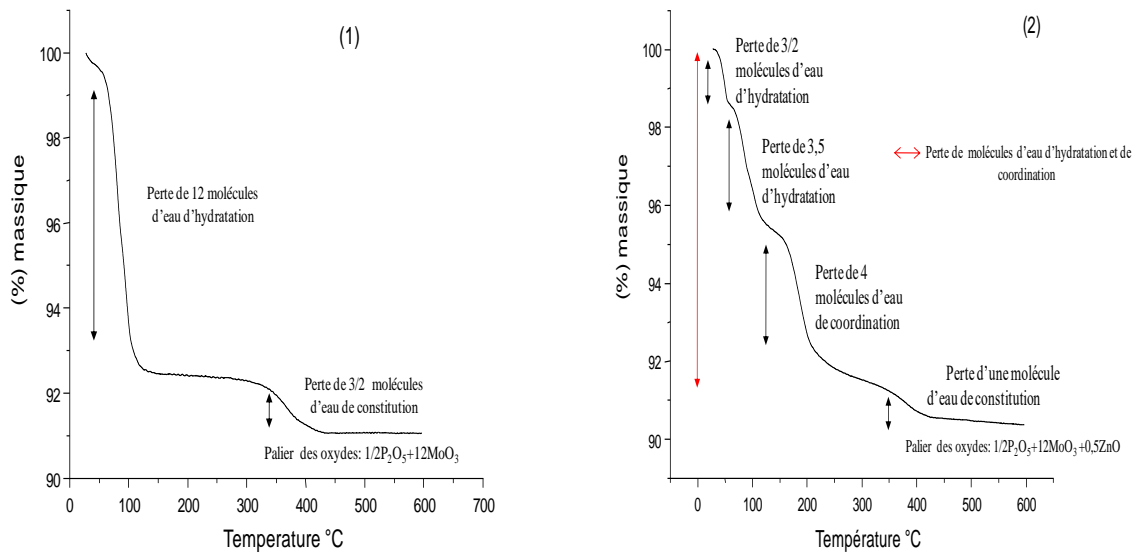 (1)
100
98
96
94
92
90
(%) massique
Perte de 12 molécules
d'eau d'hydratation
Perte de 3/2 molécules
d'eau de constitution
Palier des oxydes: 1/2P₂O₅+12MoO₃
0 100 200 300 400 500 600 700
Temperature °C
(2)
100
98
96
94
92
90
(%) massique
Perte de 3/2
molécules d'eau
d'hydratation
Perte de 3,5
molécules d'eau
d'hydratation
Perte de molécules d'eau d'hydratation et de
coordination
Perte de 4
molécules d'eau
de coordination
Perte d'une molécule
d'eau de constitution
Palier des oxydes: 1/2P₂O₅+12MoO₃+0,5ZnO
0 100 200 300 400 500 600
Température °C